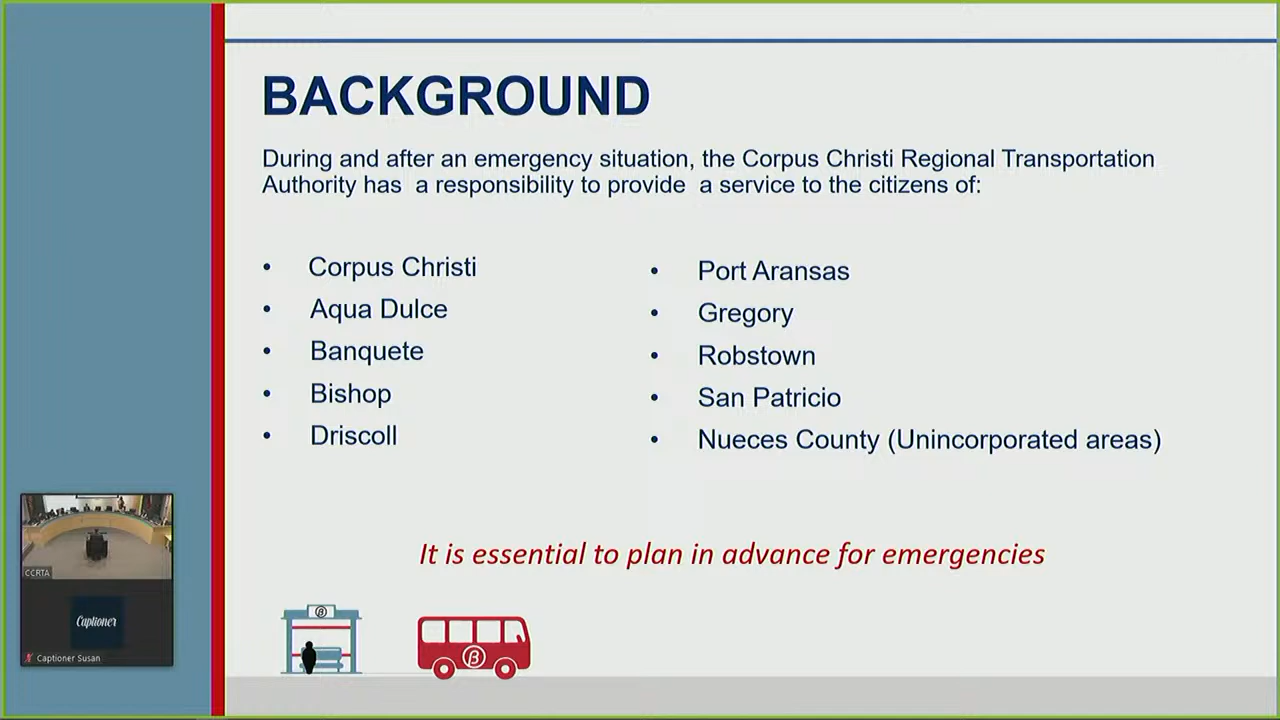 BACKGROUND
During and after an emergency situation, the Corpus Christi Regional Transportation
Authority has a responsibility to provide a service to the citizens of:
• Corpus Christi
• Aqua Dulce
• Banquete
• Bishop
• Driscoll
• Port Aransas
• Gregory
• Robstown
• San Patricio
• Nueces County (Unincorporated areas)
It is essential to plan in advance for emergencies
CCRTA
Captioner
Captioner Susan
ß
ß